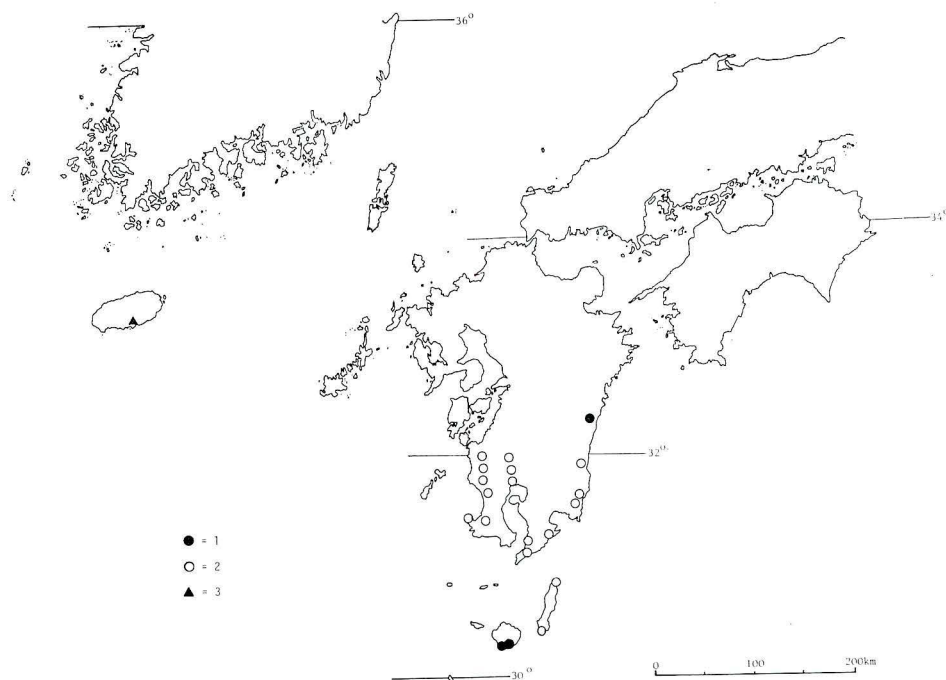 36°
34°
32°
● = 1
○ = 2
▲ = 3
30°
0 100 200km